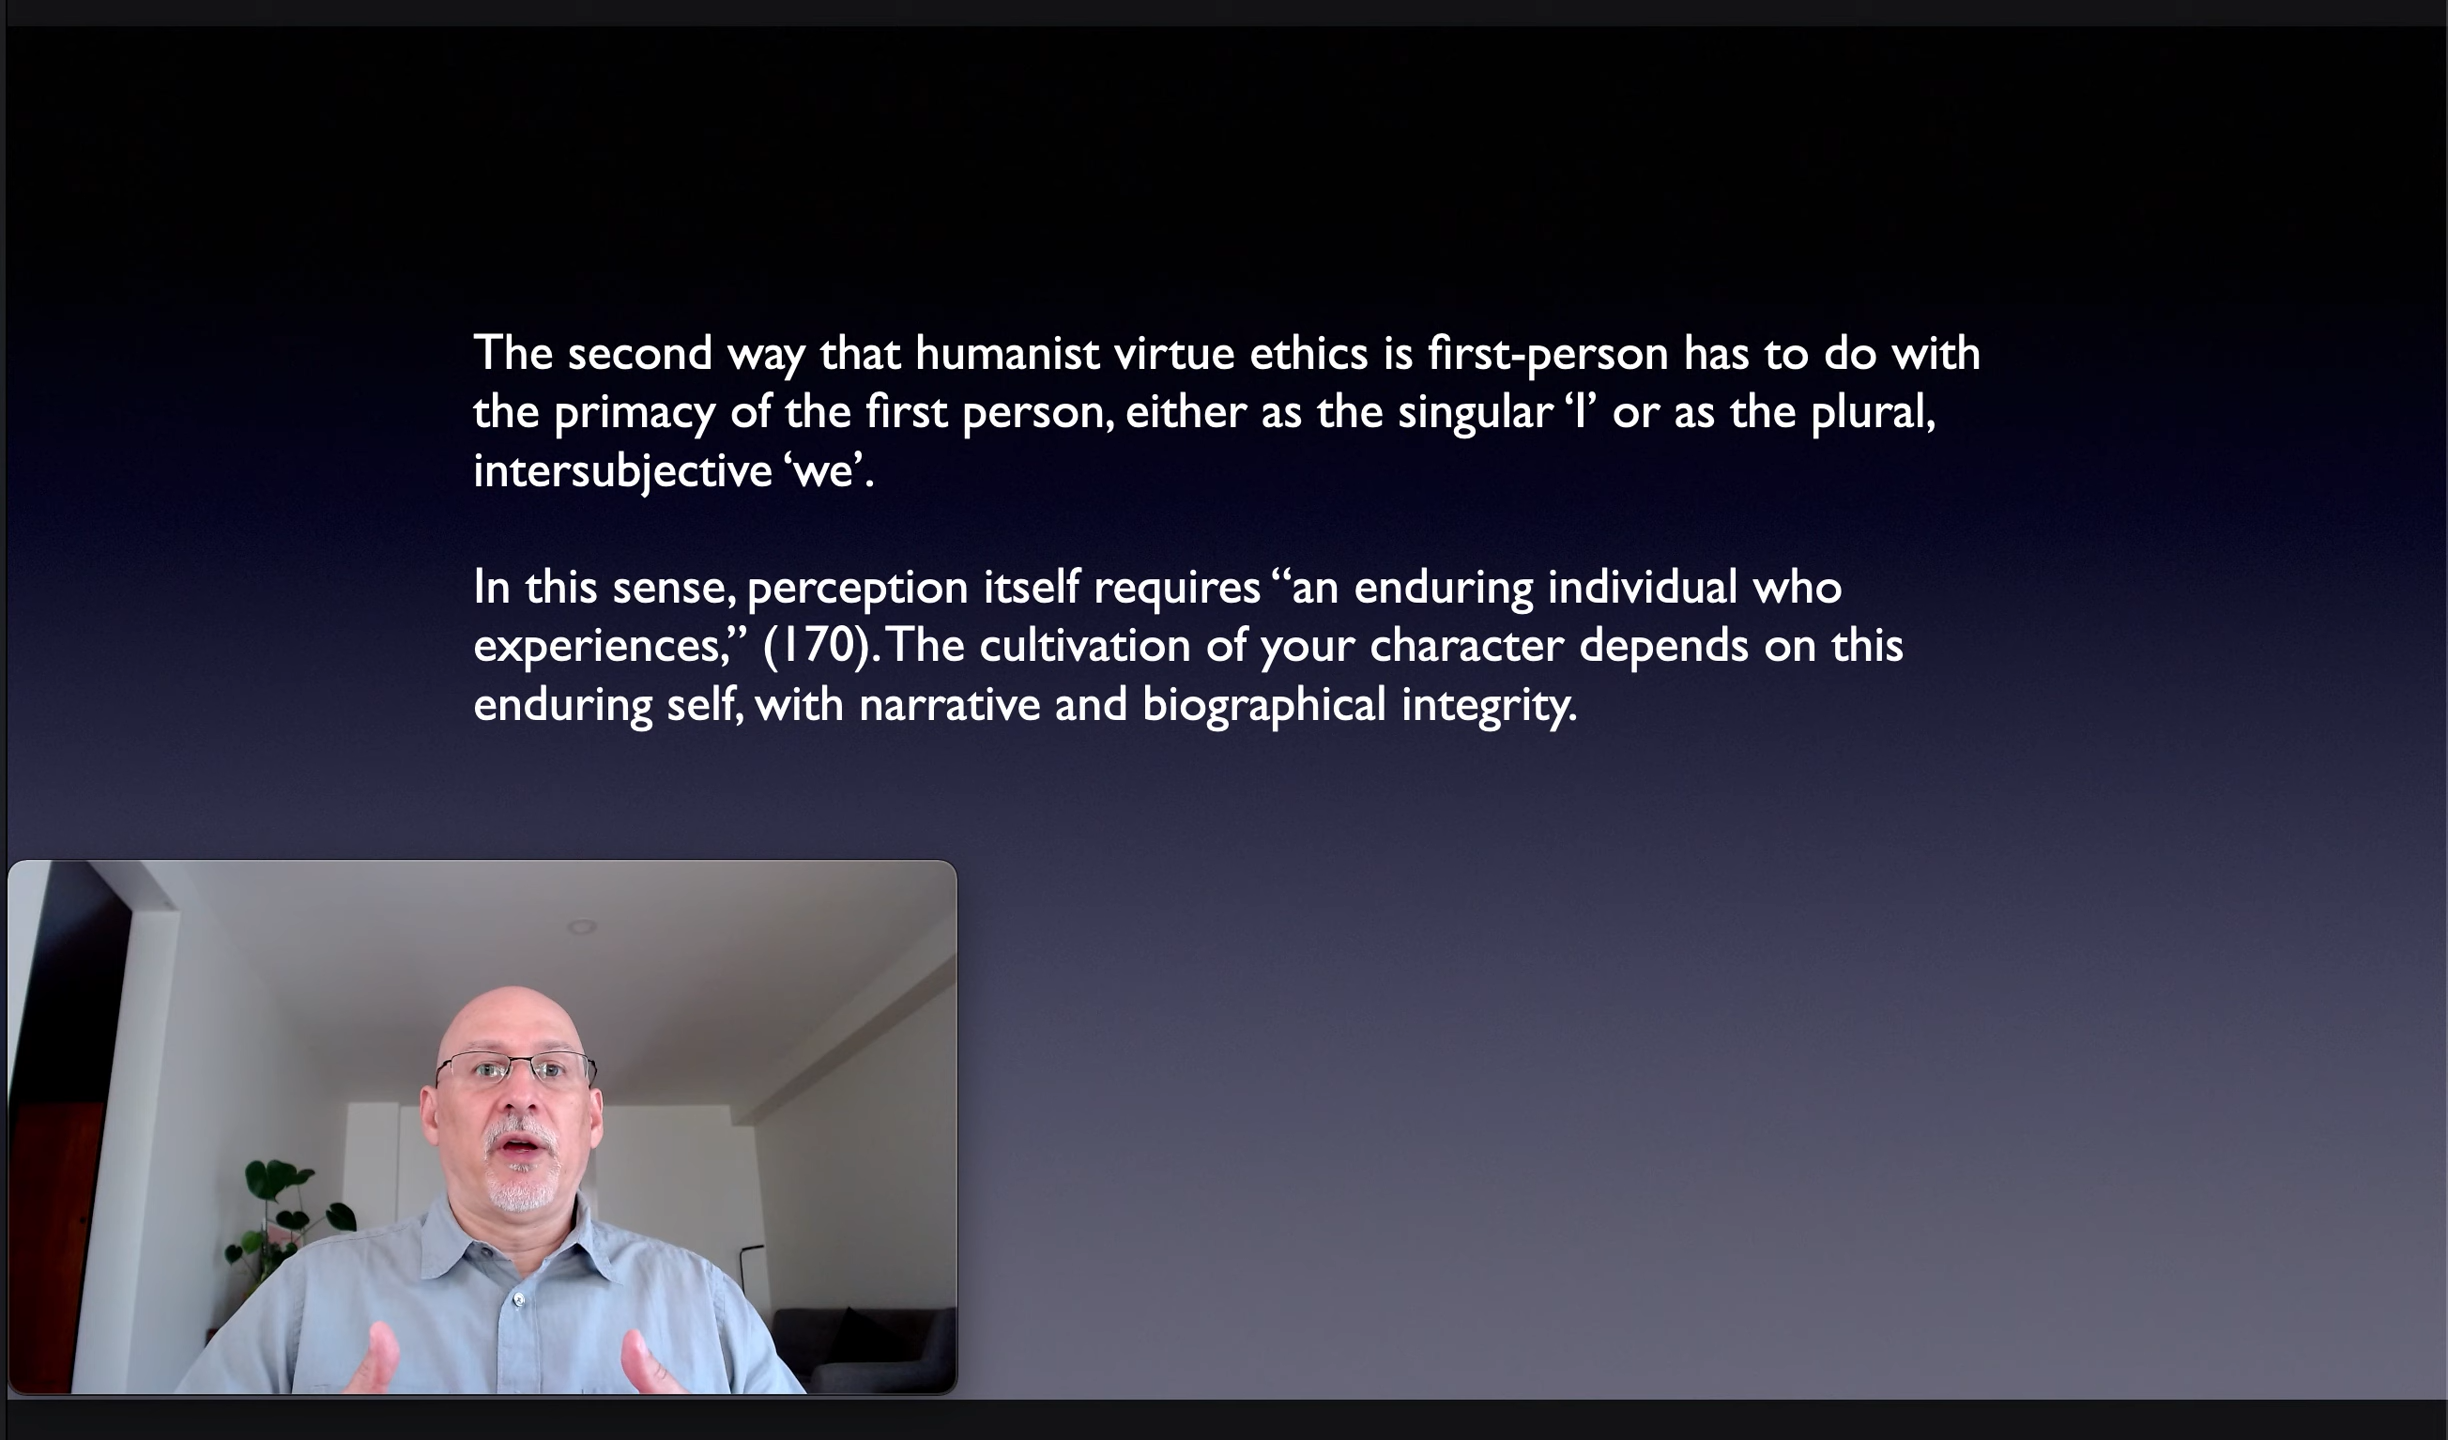 The second way that humanist virtue ethics is first-person has to do with
the primacy of the first person, either as the singular ‘I’ or as the plural,
intersubjective ‘we’.
In this sense, perception itself requires “an enduring individual who
experiences,” (170). The cultivation of your character depends on this
enduring self, with narrative and biographical integrity.